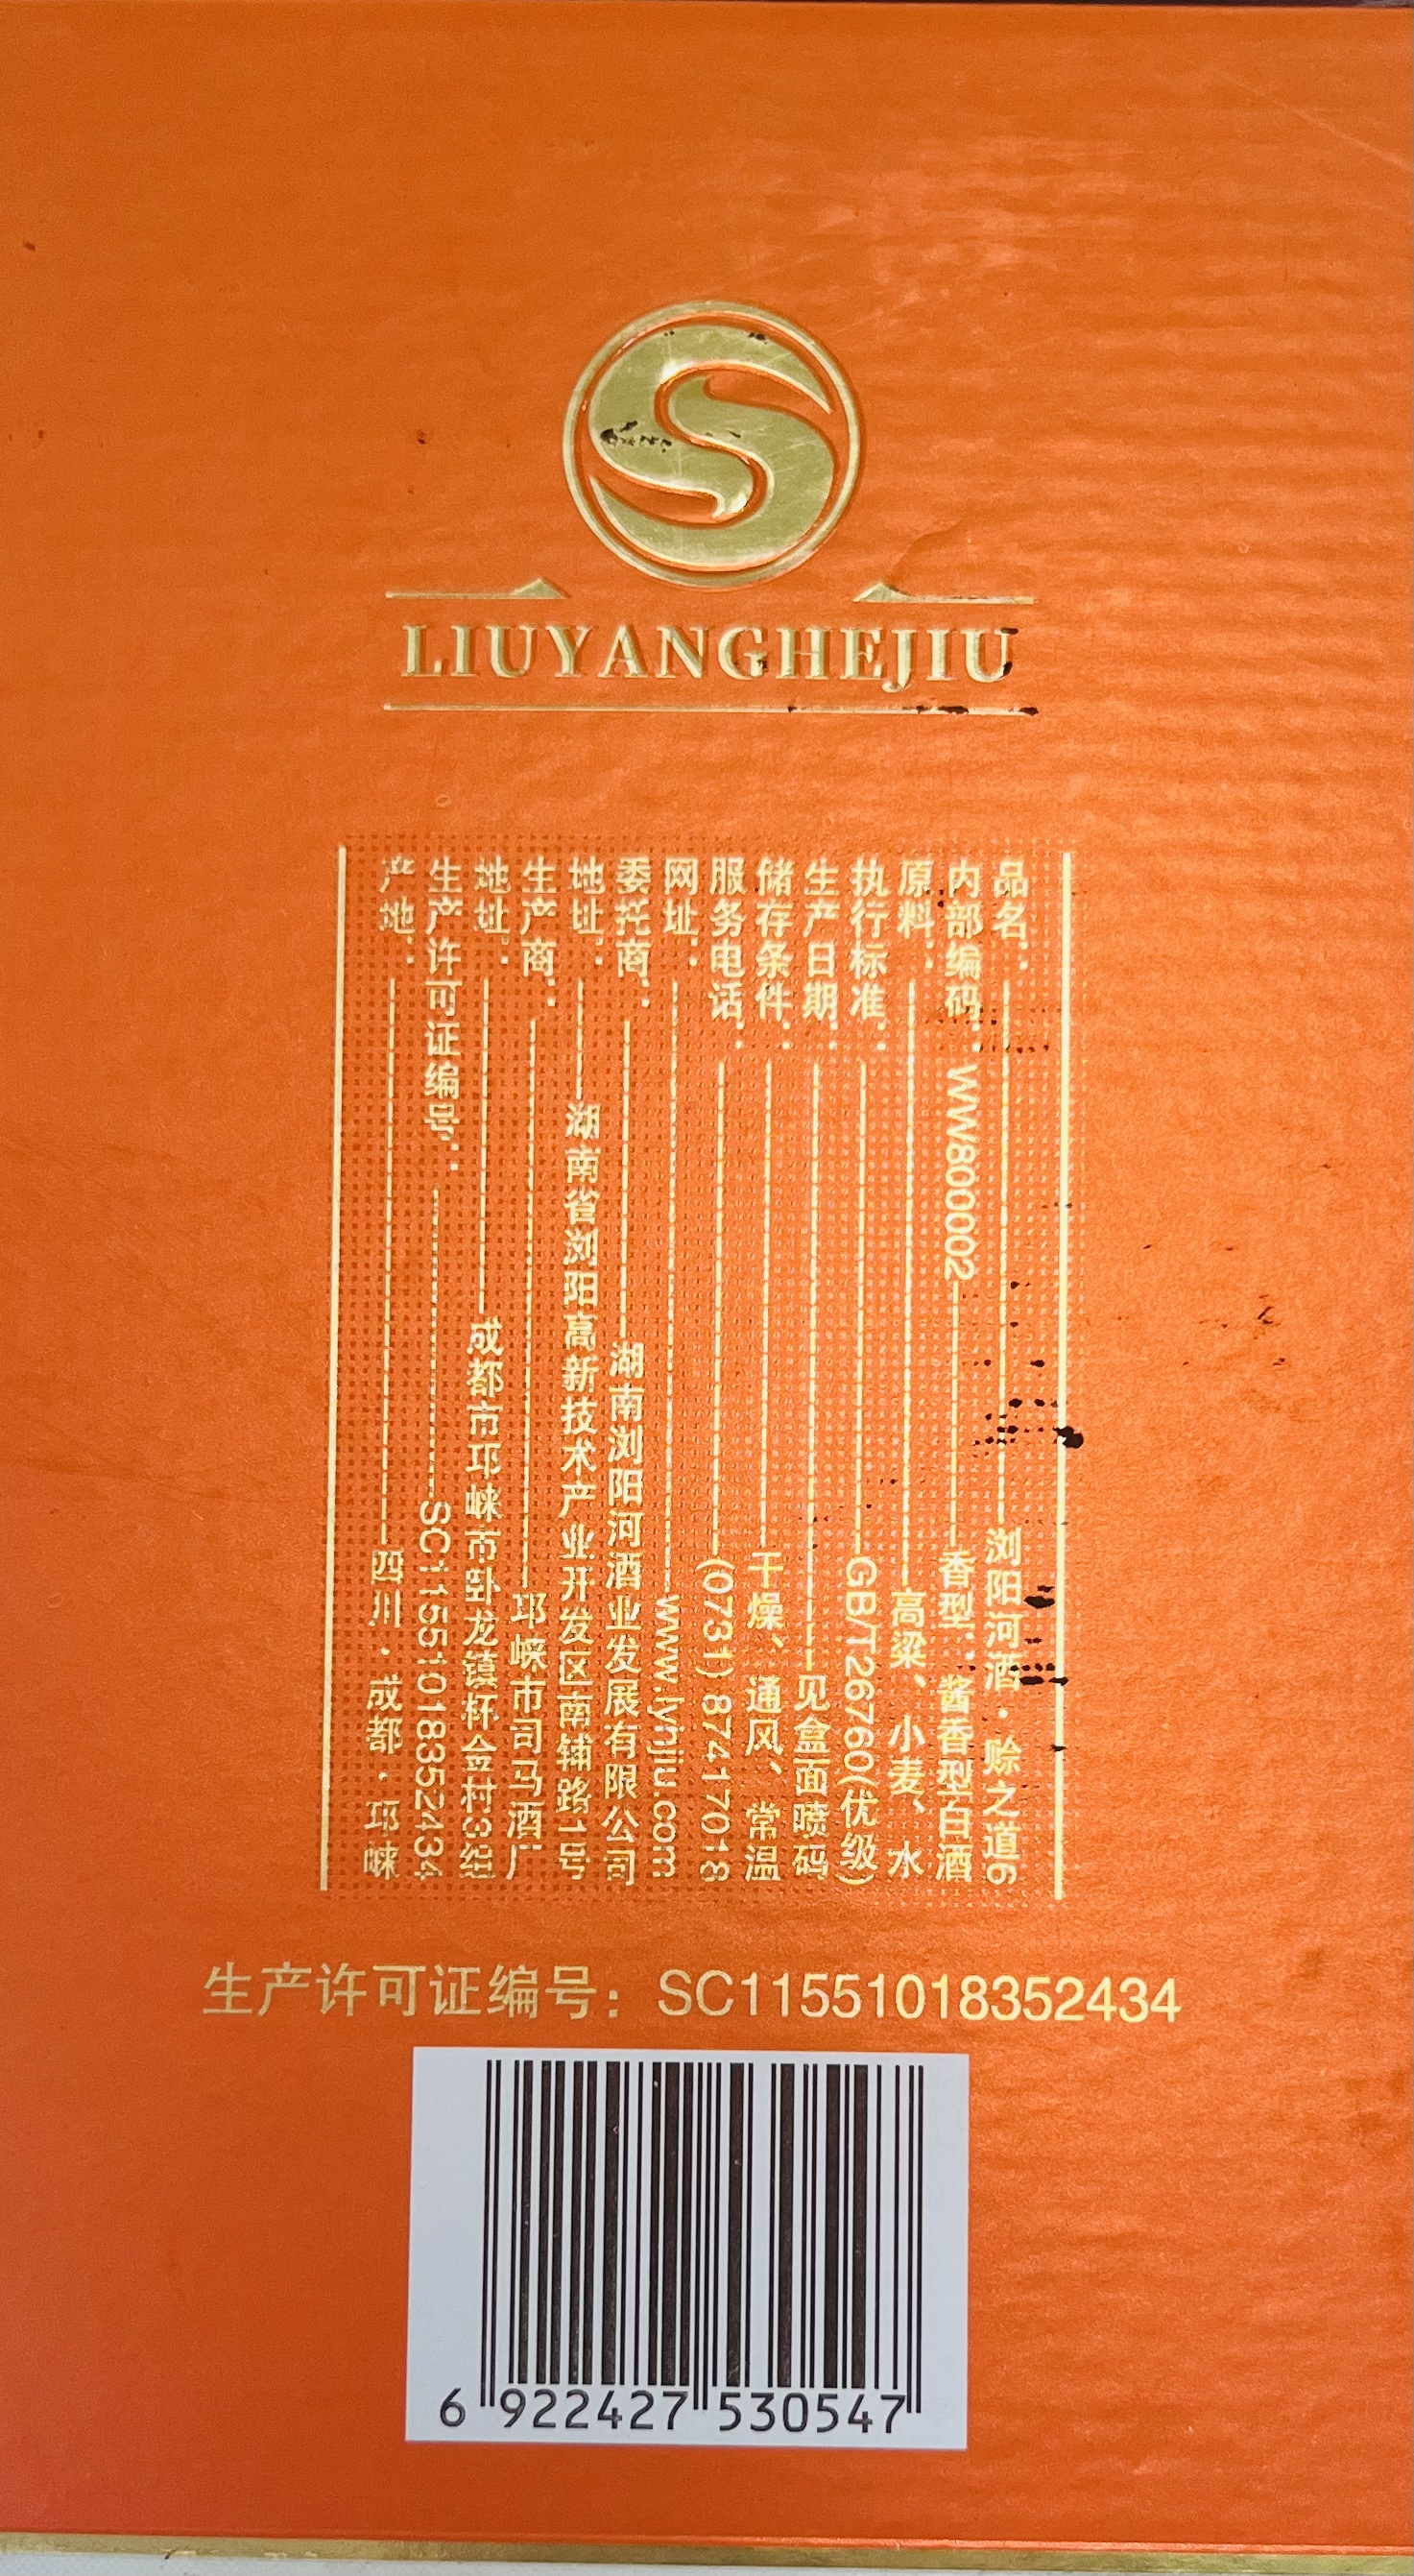 LIUYANGHEJIU
品名：浏阳河酒·赊之道6
内部编码：WW800002 香型：酱香型白酒
原料：高粱、小麦、水
执行标准：GB/T26760(优级)
生产日期：见盒面喷码
储存条件：干燥、通风、常温
服务电话：(0731) 87417018
网址：www.lyhjiu.com
委托商：湖南浏阳河酒业发展有限公司
地址：湖南省浏阳高新技术产业开发区南辅路1号
生产商：邛崃市司马酒厂
地址：成都市邛崃市卧龙镇杯金村3组
生产许可证编号：SC11551018352434
产地：四川·成都·邛崃
生产许可证编号：SC11551018352434
6 922427 530547